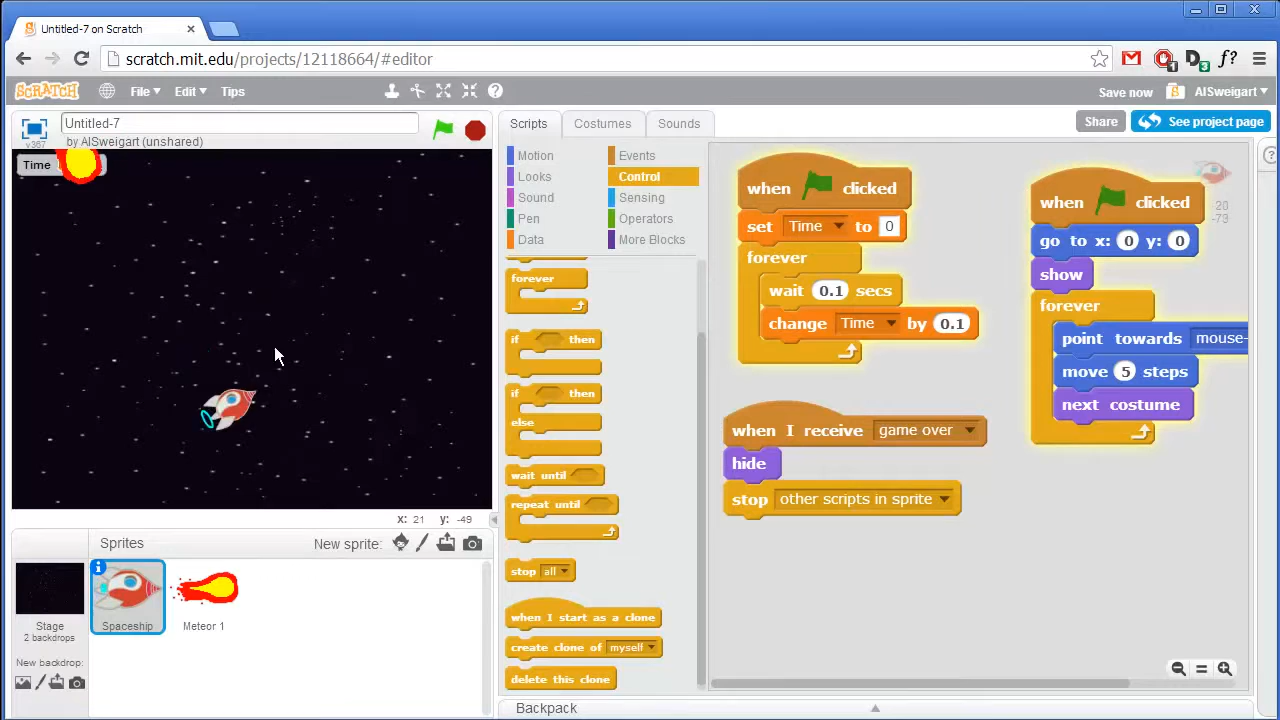 Untitled-7 on Scratch
scratch.mit.edu/projects/12118664/#editor
SCRATCH
File
Edit
Tips
Save now
AlSweigart
Untitled-7
by AlSweigart (unshared)
v367
Scripts
Costumes
Sounds
Share
See project page
Time
Motion
Looks
Sound
Pen
Data
Events
Control
Sensing
Operators
More Blocks
forever
if then
if then
else
wait until
repeat until
stop all
when I start as a clone
create clone of myself
delete this clone
when clicked
set Time to 0
forever
wait 0.1 secs
change Time by 0.1
when I receive game over
hide
stop other scripts in sprite
when clicked
go to x: 0 y: 0
show
forever
point towards mouse-
move 5 steps
next costume
x: 21 y: -49
Sprites
New sprite:
Stage
2 backdrops
New backdrop:
Spaceship
Meteor 1
Backpack